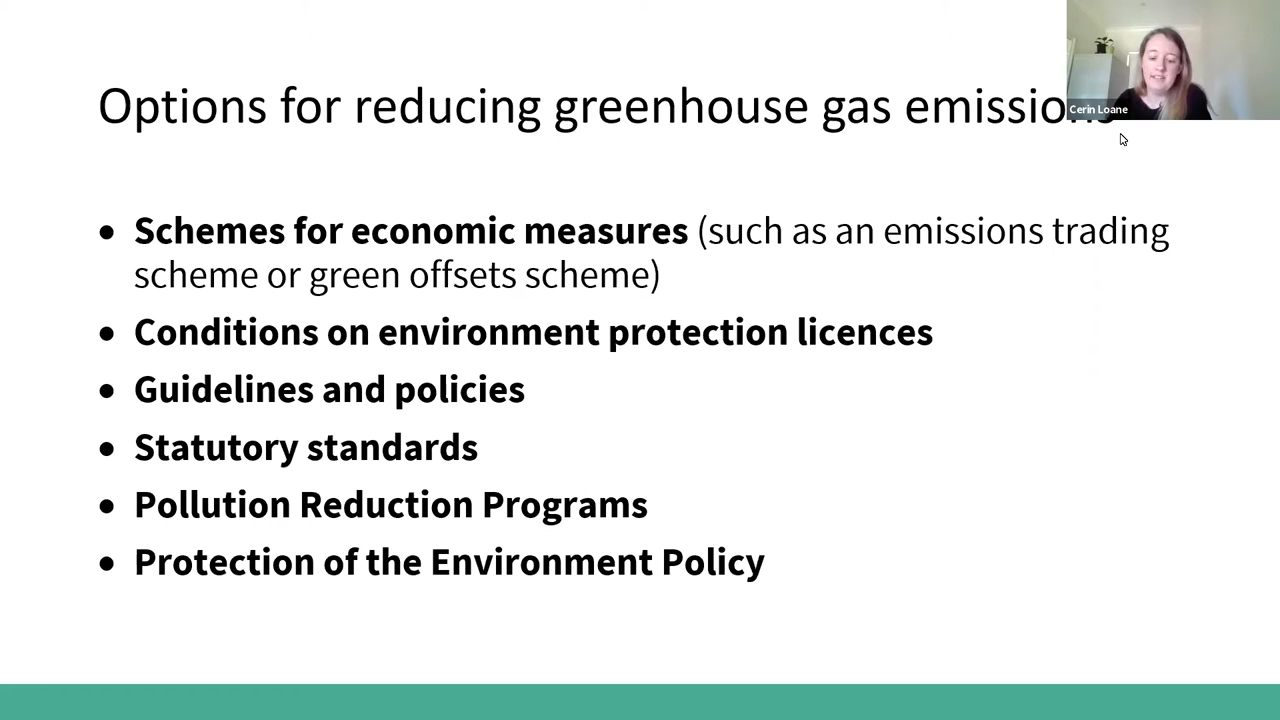 Options for reducing greenhouse gas emissions
Cerin Loane
• Schemes for economic measures (such as an emissions trading
scheme or green offsets scheme)
• Conditions on environment protection licences
• Guidelines and policies
• Statutory standards
• Pollution Reduction Programs
• Protection of the Environment Policy